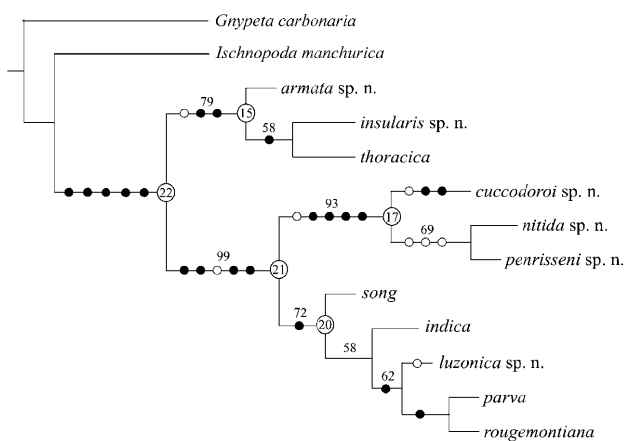 Gnypeta carbonaria
Ischnopoda manchurica
armata sp. n.
79
15
insularis sp. n.
58
thoracica
22
cuccodoroi sp. n.
93
17
nitida sp. n.
69
penrisseni sp. n.
99
21
song
72
20
indica
58
luzonica sp. n.
62
parva
rougemontiana